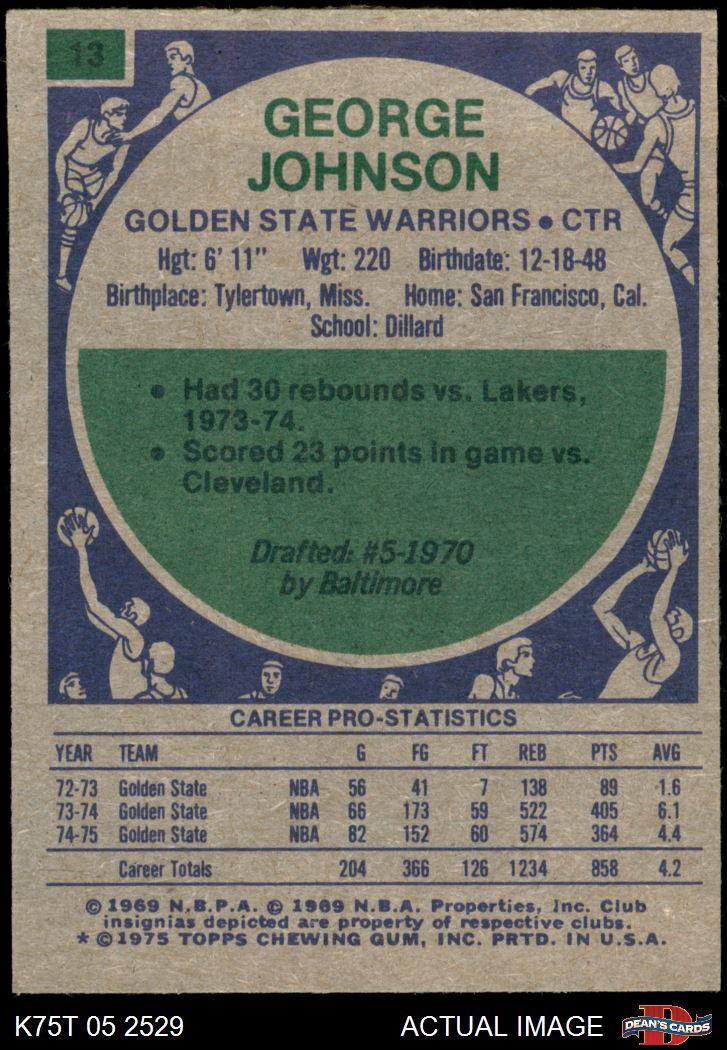 13
GEORGE
JOHNSON
GOLDEN STATE WARRIORS • CTR
Hgt: 6' 11" Wgt: 220 Birthdate: 12-18-48
Birthplace: Tylertown, Miss. Home: San Francisco, Cal.
School: Dillard
• Had 30 rebounds vs. Lakers,
1973-74.
• Scored 23 points in game vs.
Cleveland.
Drafted: #5-1970
by Baltimore
CAREER PRO-STATISTICS
YEAR TEAM G FG FT REB PTS AVG
72-73 Golden State NBA 56 41 7 138 89 1.6
73-74 Golden State NBA 66 173 59 522 405 6.1
74-75 Golden State NBA 82 152 60 574 364 4.4
Career Totals 204 366 126 1234 858 4.2
© 1969 N.B.P.A. © 1969 N.B.A. Properties, Inc. Club
insignias depicted are property of respective clubs.
* © 1975 TOPPS CHEWING GUM, INC. PRTD. IN U.S.A.
K75T 05 2529 ACTUAL IMAGE D DEAN'S CARDS